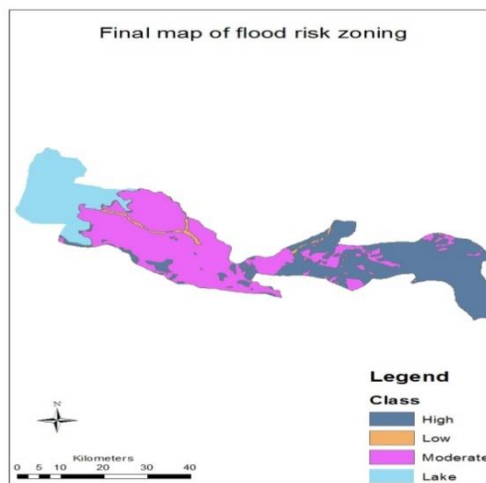 Final map of flood risk zoning
Legend
Class
High
Low
Moderate
Lake
N
Kilometers
0 5 10 20 30 40